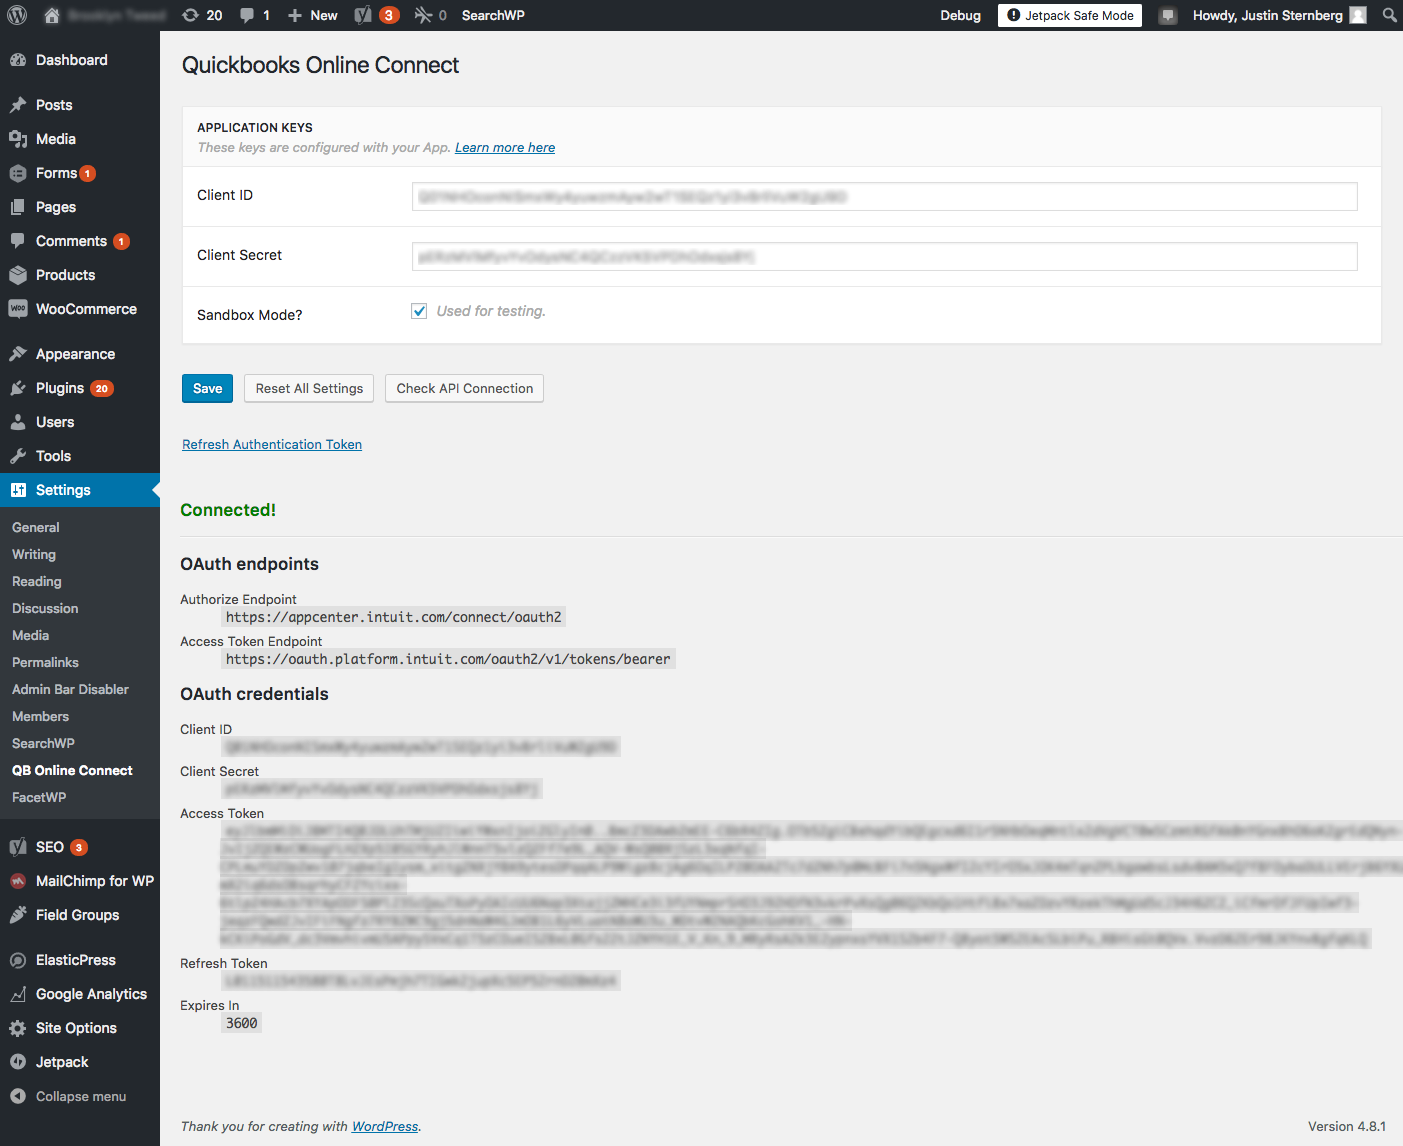 20 1 New 3 0 SearchWP Debug Jetpack Safe Mode Howdy, Justin Sternberg
Dashboard
Posts
Media
Forms 1
Pages
Comments 1
Products
WOO WooCommerce
Appearance
Plugins 20
Users
Tools
Settings
General
Writing
Reading
Discussion
Media
Permalinks
Admin Bar Disabler
Members
SearchWP
QB Online Connect
FacetWP
SEO 3
MailChimp for WP
Field Groups
ElasticPress
Google Analytics
Site Options
Jetpack
Collapse menu
Quickbooks Online Connect
APPLICATION KEYS
These keys are configured with your App. Learn more here
Client ID
Client Secret
Sandbox Mode? Used for testing.
Save Reset All Settings Check API Connection
Refresh Authentication Token
Connected!
OAuth endpoints
Authorize Endpoint
https://appcenter.intuit.com/connect/oauth2
Access Token Endpoint
https://oauth.platform.intuit.com/oauth2/v1/tokens/bearer
OAuth credentials
Client ID
Client Secret
Access Token
Refresh Token
Expires In
3600
Thank you for creating with WordPress. Version 4.8.1